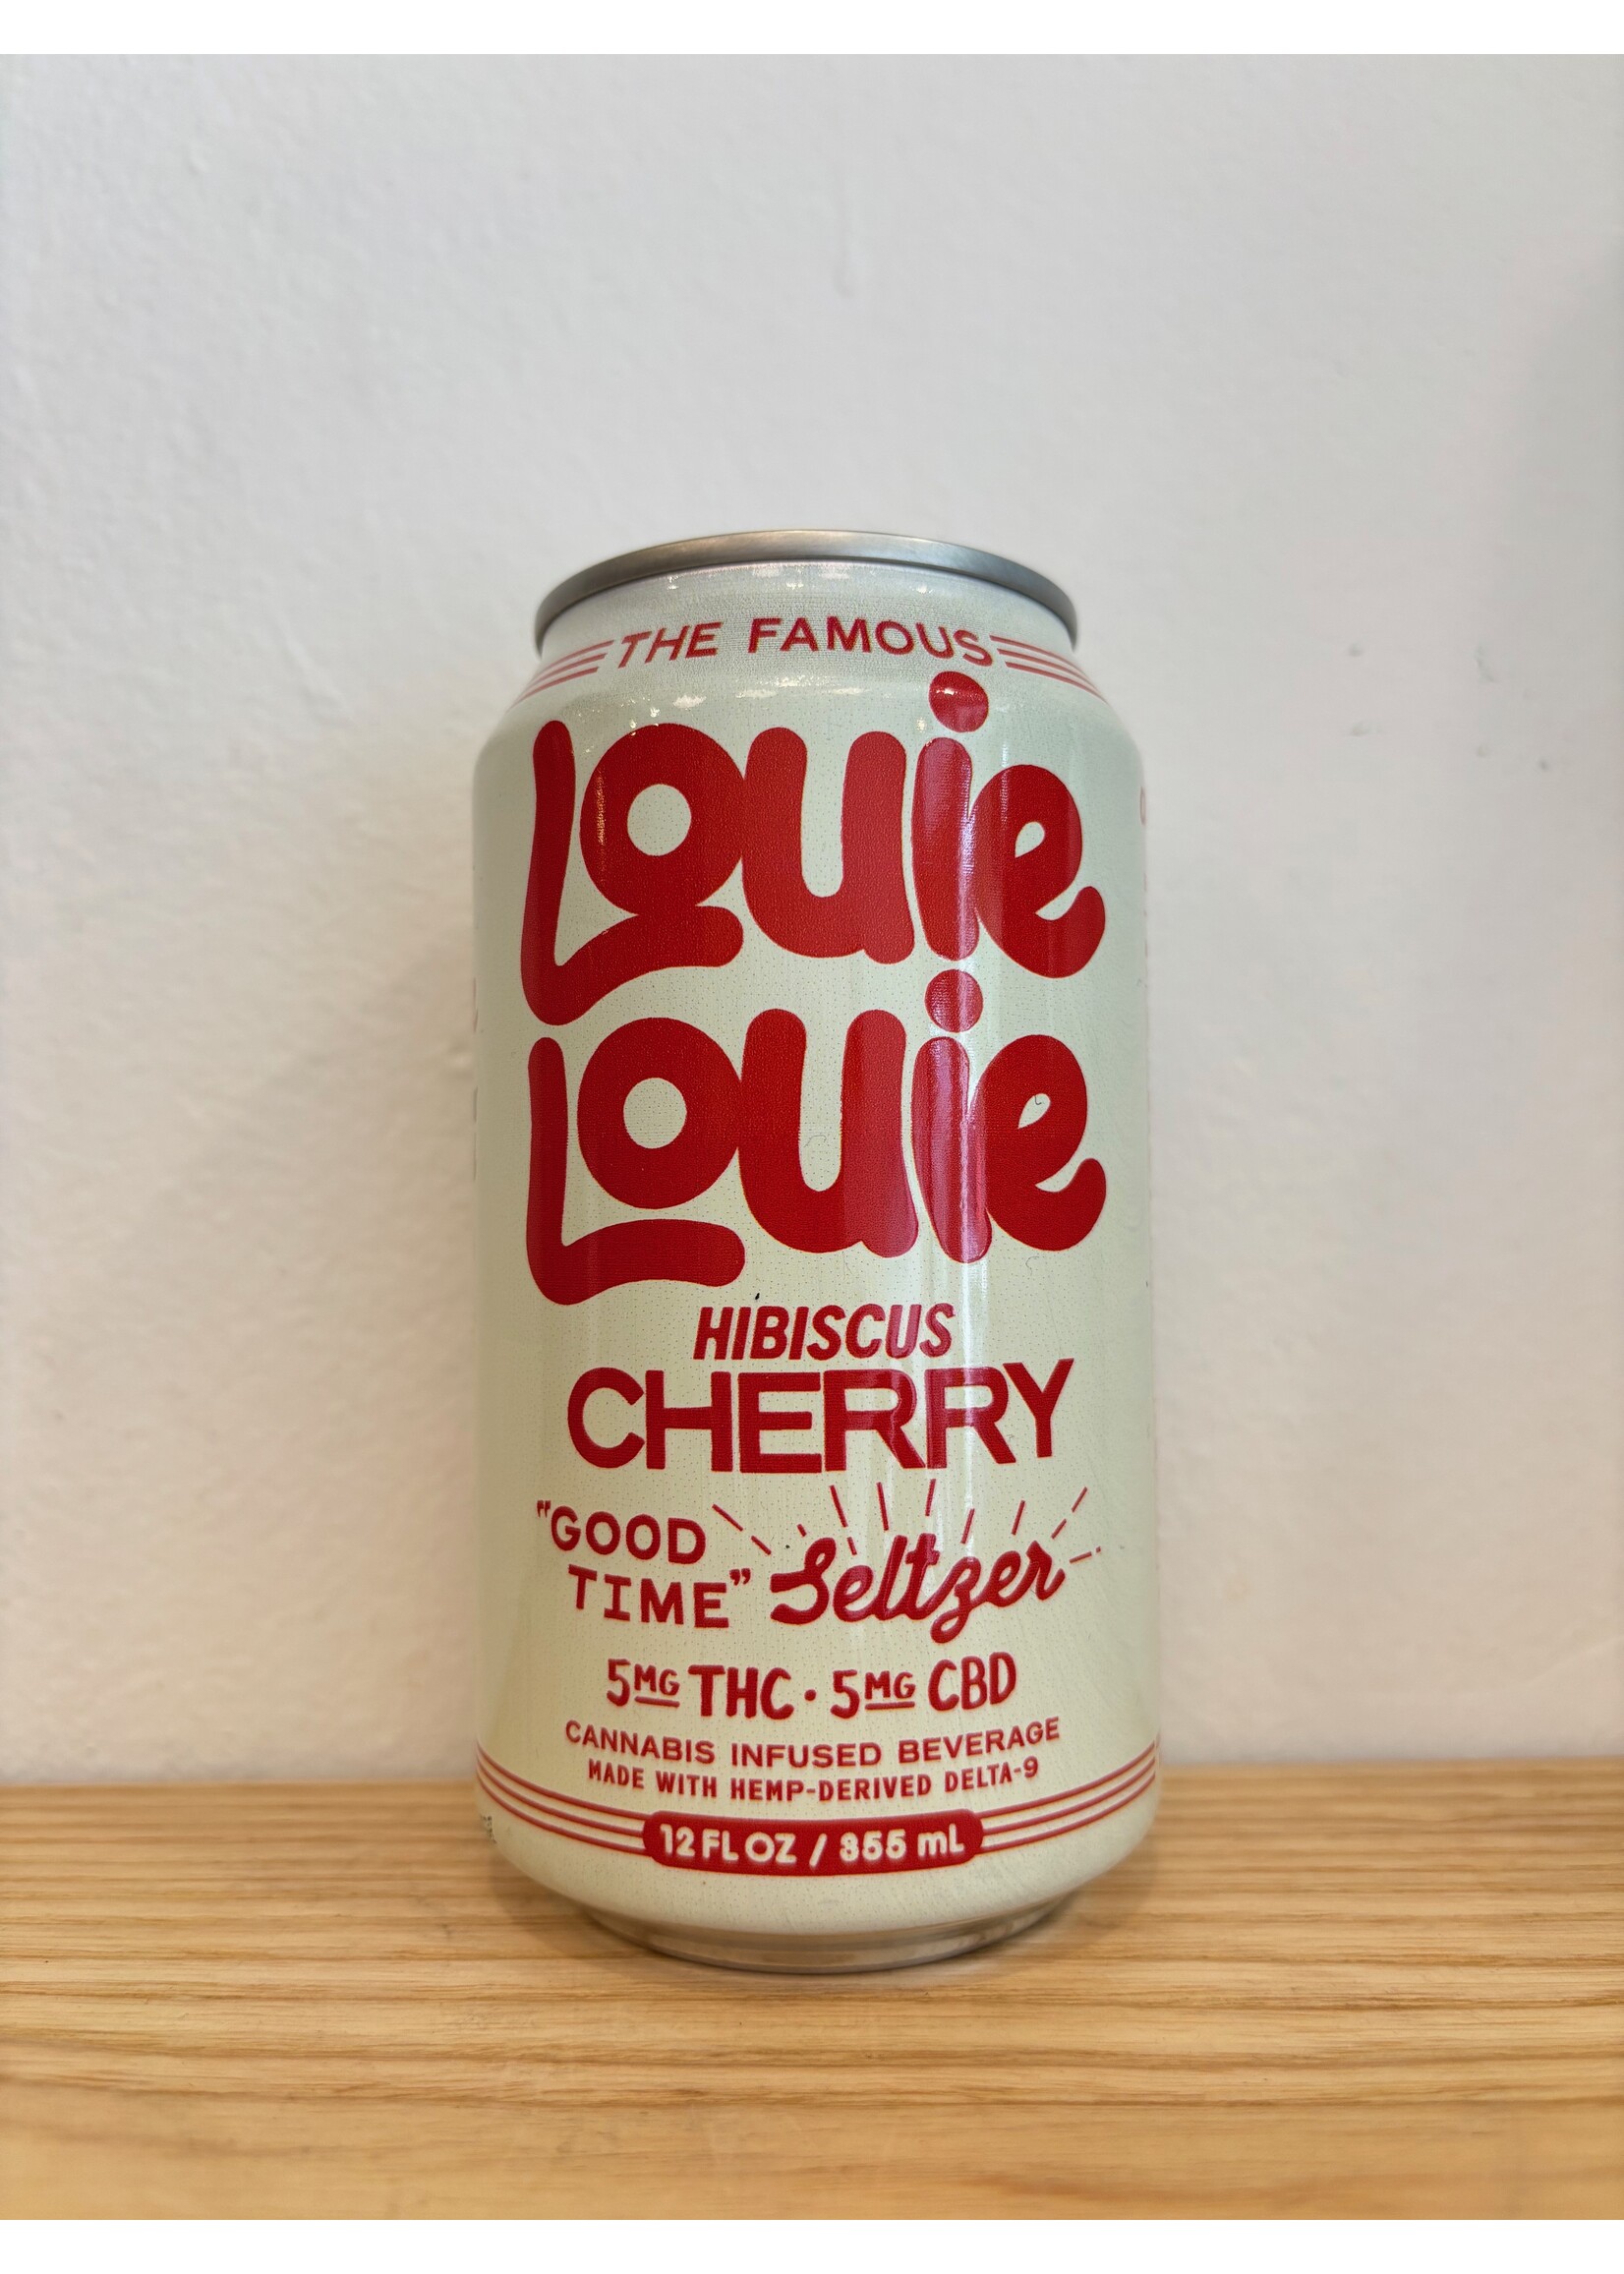 THE FAMOUS
Louie
Louie
HIBISCUS
CHERRY
"GOOD
TIME" Seltzer
5MG THC · 5MG CBD
CANNABIS INFUSED BEVERAGE
MADE WITH HEMP-DERIVED DELTA-9
12 FL OZ / 355 mL